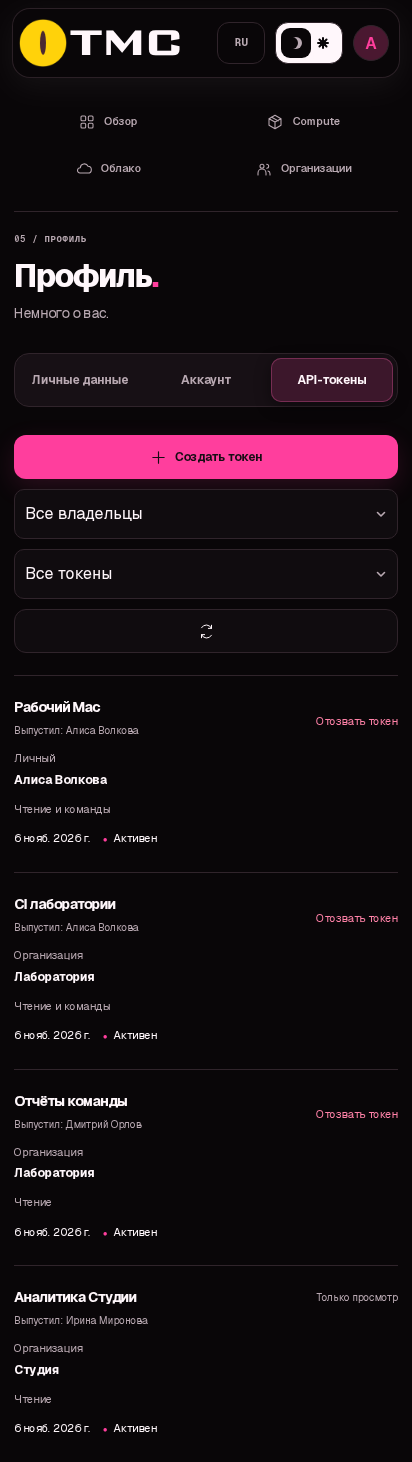 TMC
RU
A
Обзор
Compute
Облако
Организации
05 / ПРОФИЛЬ
Профиль.
Немного о вас.
Личные данные
Аккаунт
API-токены
Создать токен
Все владельцы
Все токены
Рабочий Mac
Отозвать токен
Выпустил: Алиса Волкова
Личный
Алиса Волкова
Чтение и команды
6 нояб. 2026 г. • Активен
CI лаборатории
Отозвать токен
Выпустил: Алиса Волкова
Организация
Лаборатория
Чтение и команды
6 нояб. 2026 г. • Активен
Отчёты команды
Отозвать токен
Выпустил: Дмитрий Орлов
Организация
Лаборатория
Чтение
6 нояб. 2026 г. • Активен
Аналитика Студии
Только просмотр
Выпустил: Ирина Миронова
Организация
Студия
Чтение
6 нояб. 2026 г. • Активен